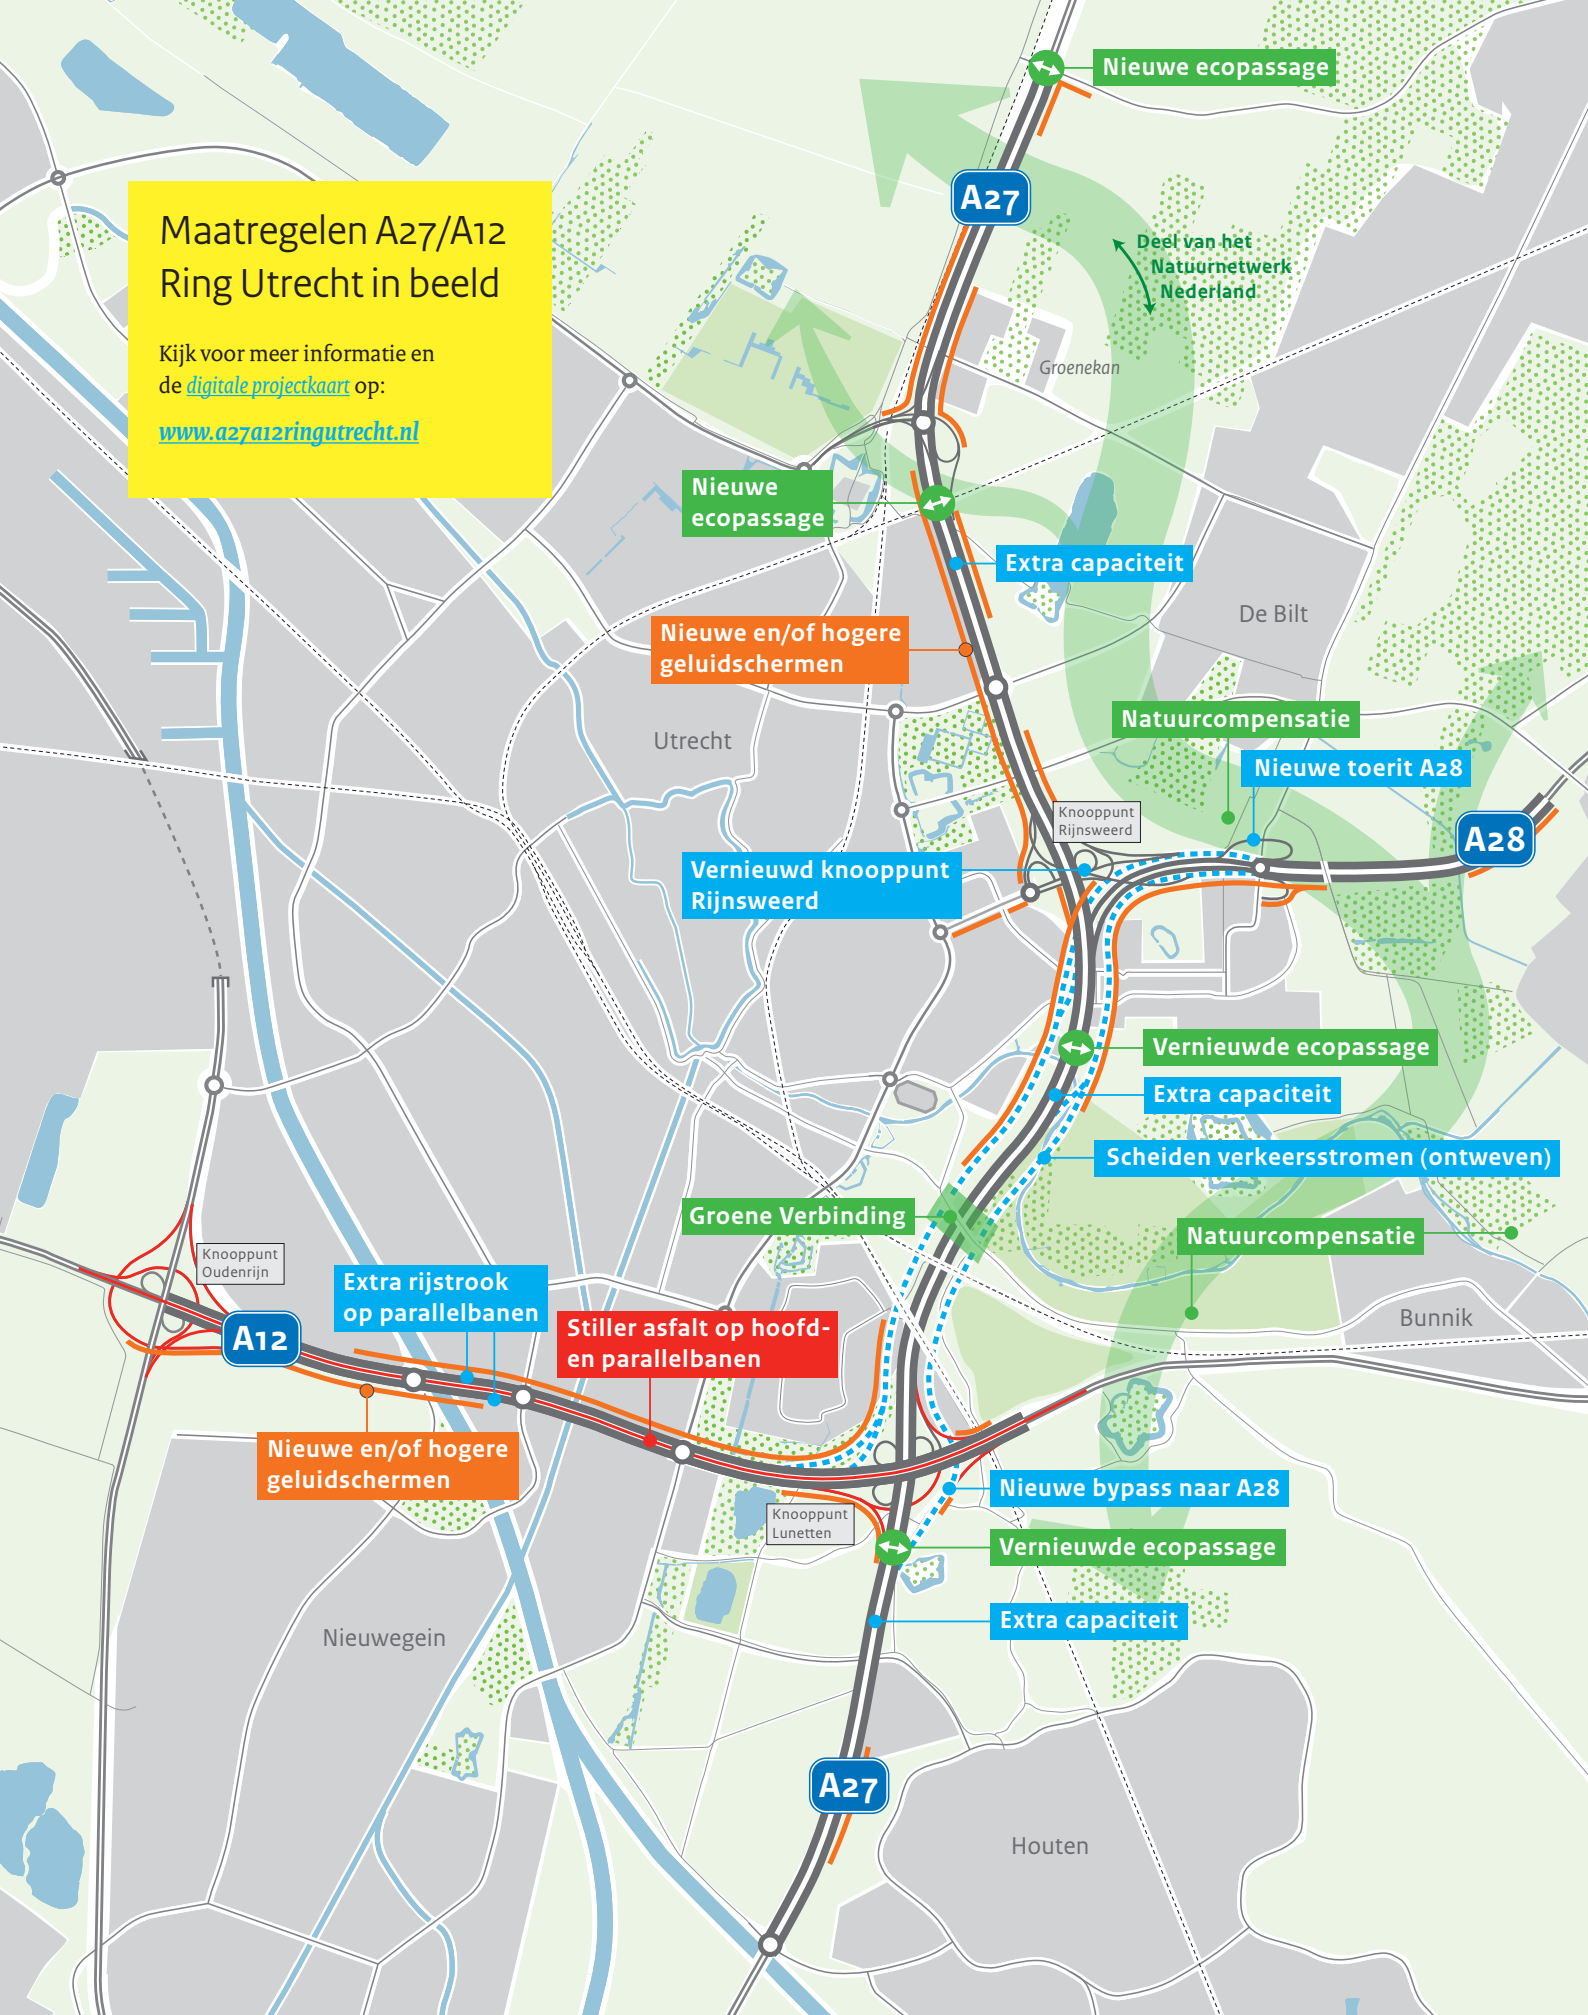 Nieuwe ecopassage
A27
Maatregelen A27/A12
Ring Utrecht in beeld
Kijk voor meer informatie en
de digitale projectkaart op:
www.a27a12ringutrecht.nl
Deel van het
Natuurnetwerk
Nederland
Groenekan
Nieuwe
ecopassage
Extra capaciteit
De Bilt
Nieuwe en/of hogere
geluidschermen
Natuurcompensatie
Utrecht
Nieuwe toerit A28
Knooppunt
Rijnsweerd
A28
Vernieuwd knooppunt
Rijnsweerd
Vernieuwde ecopassage
Extra capaciteit
Scheiden verkeersstromen (ontweven)
Groene Verbinding
Natuurcompensatie
Knooppunt
Oudenrijn
Extra rijstrook
op parallelbanen
A12
Stiller asfalt op hoofd-
en parallelbanen
Bunnik
Nieuwe en/of hogere
geluidschermen
Nieuwe bypass naar A28
Knooppunt
Lunetten
Vernieuwde ecopassage
Extra capaciteit
Nieuwegein
A27
Houten